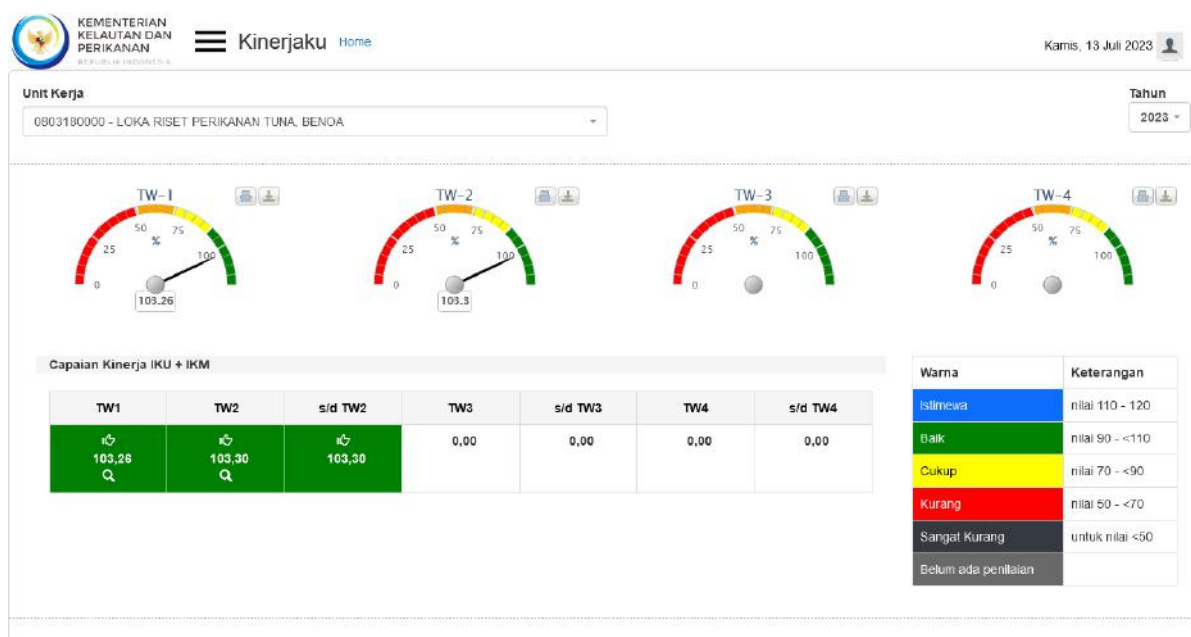 KEMENTERIAN
KELAUTAN DAN
PERIKANAN
REPUBLIK INDONESIA
Kinerjaku Home
Kamis, 13 Juli 2023
Unit Kerja
Tahun
0803180000 - LOKA RISET PERIKANAN TUNA, BENOA
2023
TW-1
0 25 50 75 100
%
103.26
TW-2
0 25 50 75 100
%
103.3
TW-3
0 25 50 75 100
%
TW-4
0 25 50 75 100
%
Capaian Kinerja IKU + IKM
TW1 TW2 s/d TW2 TW3 s/d TW3 TW4 s/d TW4
103,26 103,30 103,30 0,00 0,00 0,00 0,00
Warna Keterangan
Istimewa nilai 110 - 120
Baik nilai 90 - <110
Cukup nilai 70 - <90
Kurang nilai 50 - <70
Sangat Kurang untuk nilai <50
Belum ada penilaian